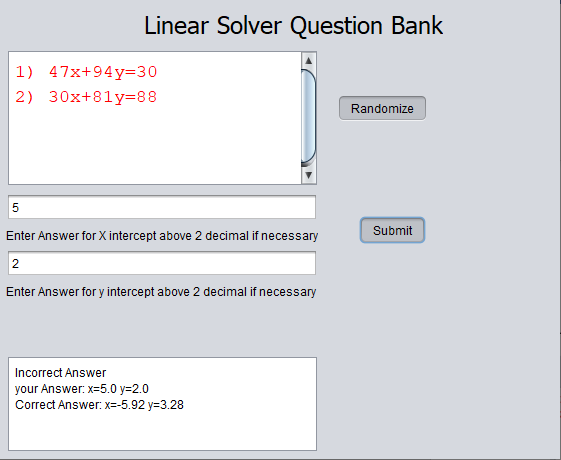 Linear Solver Question Bank
1) 47x+94y=30
2) 30x+81y=88
Randomize
5
Enter Answer for X intercept above 2 decimal if necessary
Submit
2
Enter Answer for y intercept above 2 decimal if necessary
Incorrect Answer
your Answer: x=5.0 y=2.0
Correct Answer: x=-5.92 y=3.28